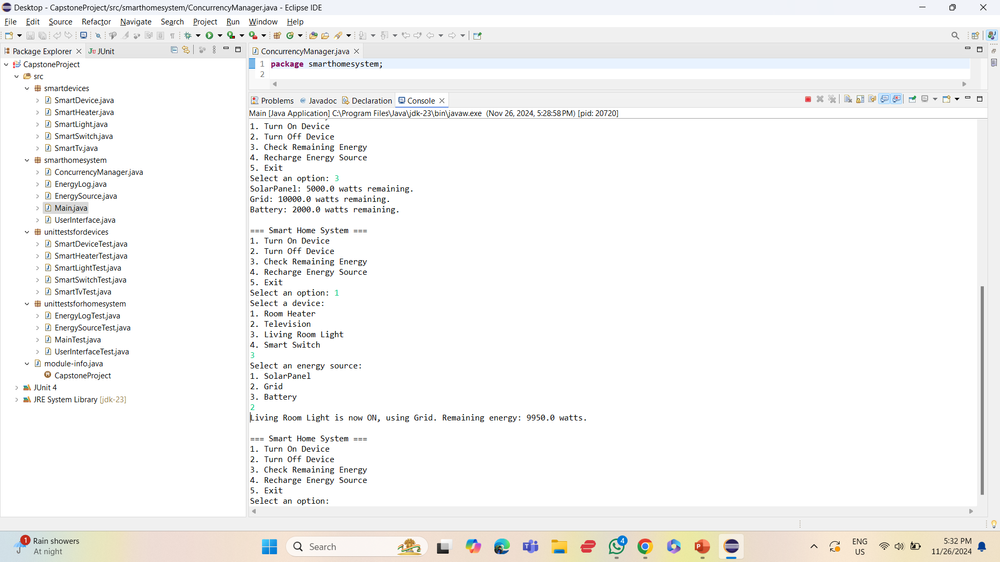 Desktop - CapstoneProject/src/smarthomesystem/ConcurrencyManager.java - Eclipse IDE
File Edit Source Refactor Navigate Search Project Run Window Help
Package Explorer
JUnit
CapstoneProject
src
smartdevices
SmartDevice.java
SmartHeater.java
SmartLight.java
SmartSwitch.java
SmartTv.java
smarthomesystem
ConcurrencyManager.java
EnergyLog.java
EnergySource.java
Main.java
UserInterface.java
unittestsfordevices
SmartDeviceTest.java
SmartHeaterTest.java
SmartLightTest.java
SmartSwitchTest.java
SmartTvTest.java
unittestsforhomesystem
EnergyLogTest.java
EnergySourceTest.java
MainTest.java
UserInterfaceTest.java
module-info.java
CapstoneProject
JUnit 4
JRE System Library [jdk-23]
ConcurrencyManager.java
1 package smarthomesystem;
2
Problems @ Javadoc Declaration Console
Main [Java Application] C:\Program Files\Java\jdk-23\bin\javaw.exe (Nov 26, 2024, 5:28:58 PM) [pid: 20720]
1. Turn On Device
2. Turn Off Device
3. Check Remaining Energy
4. Recharge Energy Source
5. Exit
Select an option: 3
SolarPanel: 5000.0 watts remaining.
Grid: 10000.0 watts remaining.
Battery: 2000.0 watts remaining.
=== Smart Home System ===
1. Turn On Device
2. Turn Off Device
3. Check Remaining Energy
4. Recharge Energy Source
5. Exit
Select an option: 1
Select a device:
1. Room Heater
2. Television
3. Living Room Light
4. Smart Switch
3
Select an energy source:
1. SolarPanel
2. Grid
3. Battery
2
Living Room Light is now ON, using Grid. Remaining energy: 9950.0 watts.
=== Smart Home System ===
1. Turn On Device
2. Turn Off Device
3. Check Remaining Energy
4. Recharge Energy Source
5. Exit
Select an option:
1
Rain showers
At night
Search
4
ENG
US
5:32 PM
11/26/2024